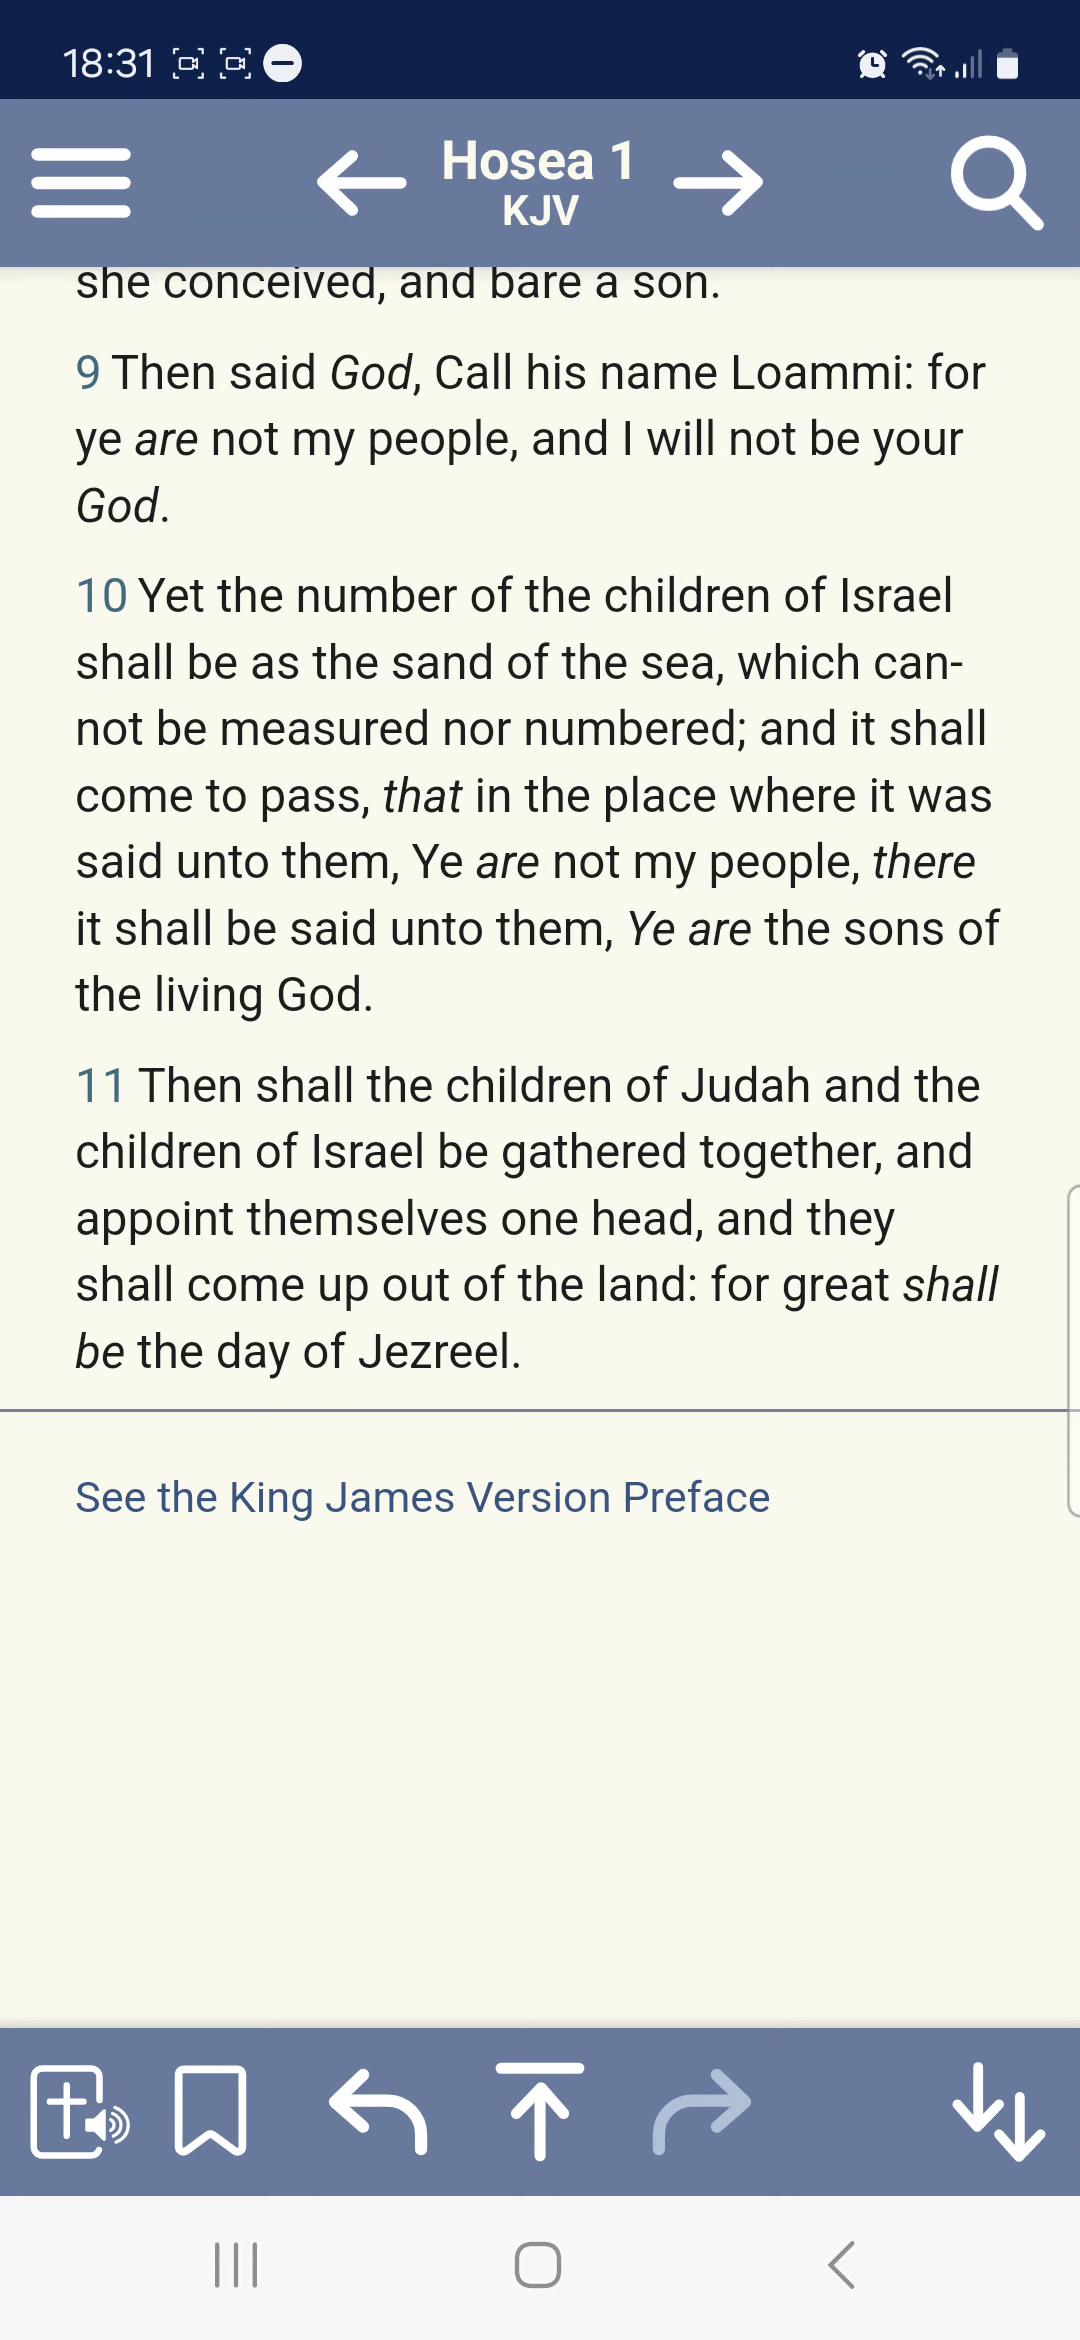 18:31
Hosea 1
KJV
she conceived, and bare a son.
9 Then said God, Call his name Loammi: for
ye are not my people, and I will not be your
God.
10 Yet the number of the children of Israel
shall be as the sand of the sea, which can-
not be measured nor numbered; and it shall
come to pass, that in the place where it was
said unto them, Ye are not my people, there
it shall be said unto them, Ye are the sons of
the living God.
11 Then shall the children of Judah and the
children of Israel be gathered together, and
appoint themselves one head, and they
shall come up out of the land: for great shall
be the day of Jezreel.
See the King James Version Preface